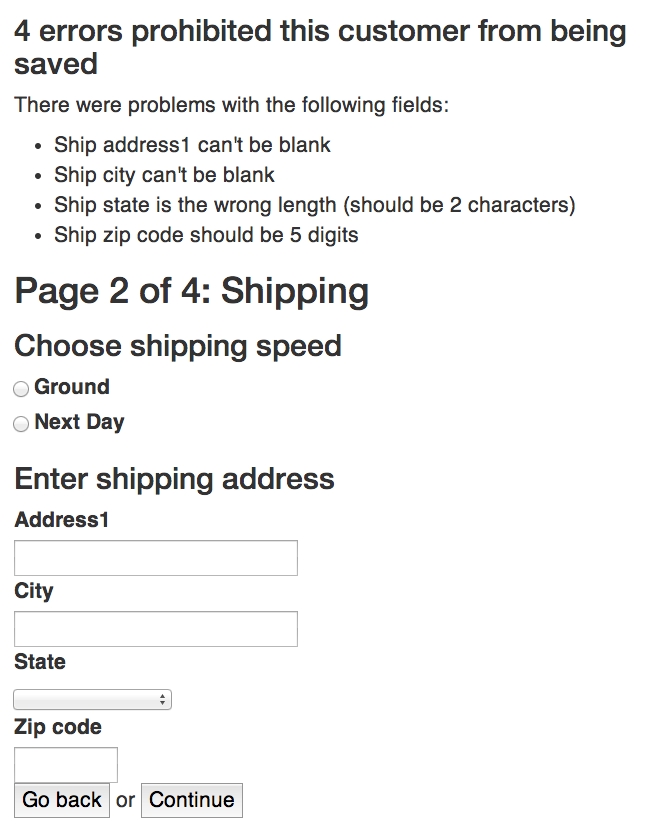 4 errors prohibited this customer from being
saved
There were problems with the following fields:
• Ship address1 can't be blank
• Ship city can't be blank
• Ship state is the wrong length (should be 2 characters)
• Ship zip code should be 5 digits
Page 2 of 4: Shipping
Choose shipping speed
Ground
Next Day
Enter shipping address
Address1
City
State
Zip code
Go back or Continue